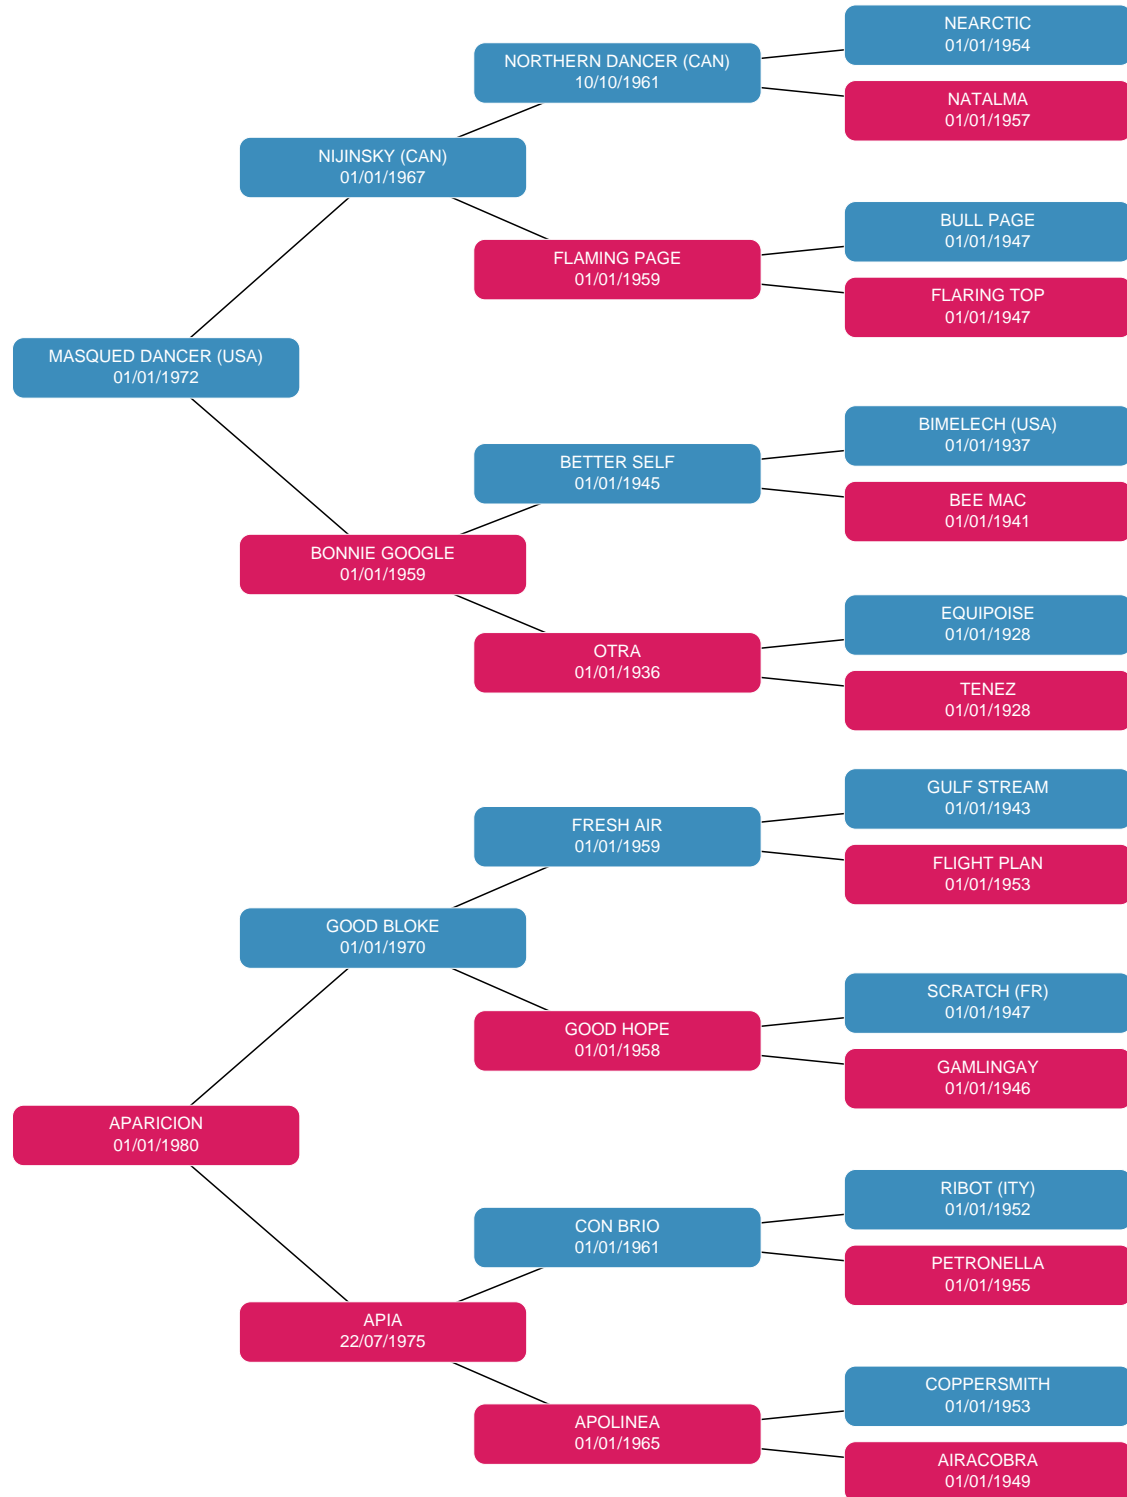 NEARCTIC
01/01/1954
NORTHERN DANCER (CAN)
10/10/1961
NATALMA
01/01/1957
NIJINSKY (CAN)
01/01/1967
BULL PAGE
01/01/1947
FLAMING PAGE
01/01/1959
FLARING TOP
01/01/1947
MASQUED DANCER (USA)
01/01/1972
BIMELECH (USA)
01/01/1937
BETTER SELF
01/01/1945
BEE MAC
01/01/1941
BONNIE GOOGLE
01/01/1959
EQUIPOISE
01/01/1928
OTRA
01/01/1936
TENEZ
01/01/1928
GULF STREAM
01/01/1943
FRESH AIR
01/01/1959
FLIGHT PLAN
01/01/1953
GOOD BLOKE
01/01/1970
SCRATCH (FR)
01/01/1947
GOOD HOPE
01/01/1958
GAMLINGAY
01/01/1946
APARICION
01/01/1980
RIBOT (ITY)
01/01/1952
CON BRIO
01/01/1961
PETRONELLA
01/01/1955
APIA
22/07/1975
COPPERSMITH
01/01/1953
APOLINEA
01/01/1965
AIRACOBRA
01/01/1949